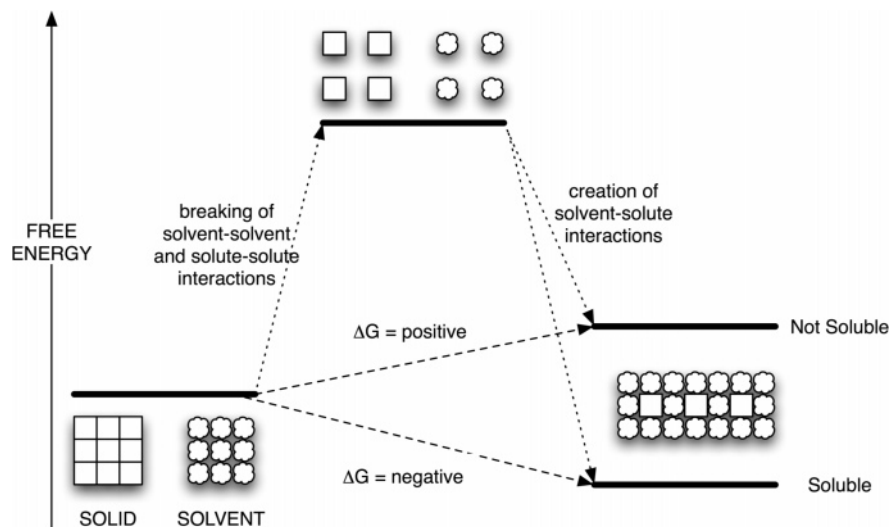 breaking of
solvent-solvent
and solute-solute
interactions
creation of
solvent-solute
interactions
FREE
ENERGY
ΔG = positive
Not Soluble
ΔG = negative
Soluble
SOLID
SOLVENT